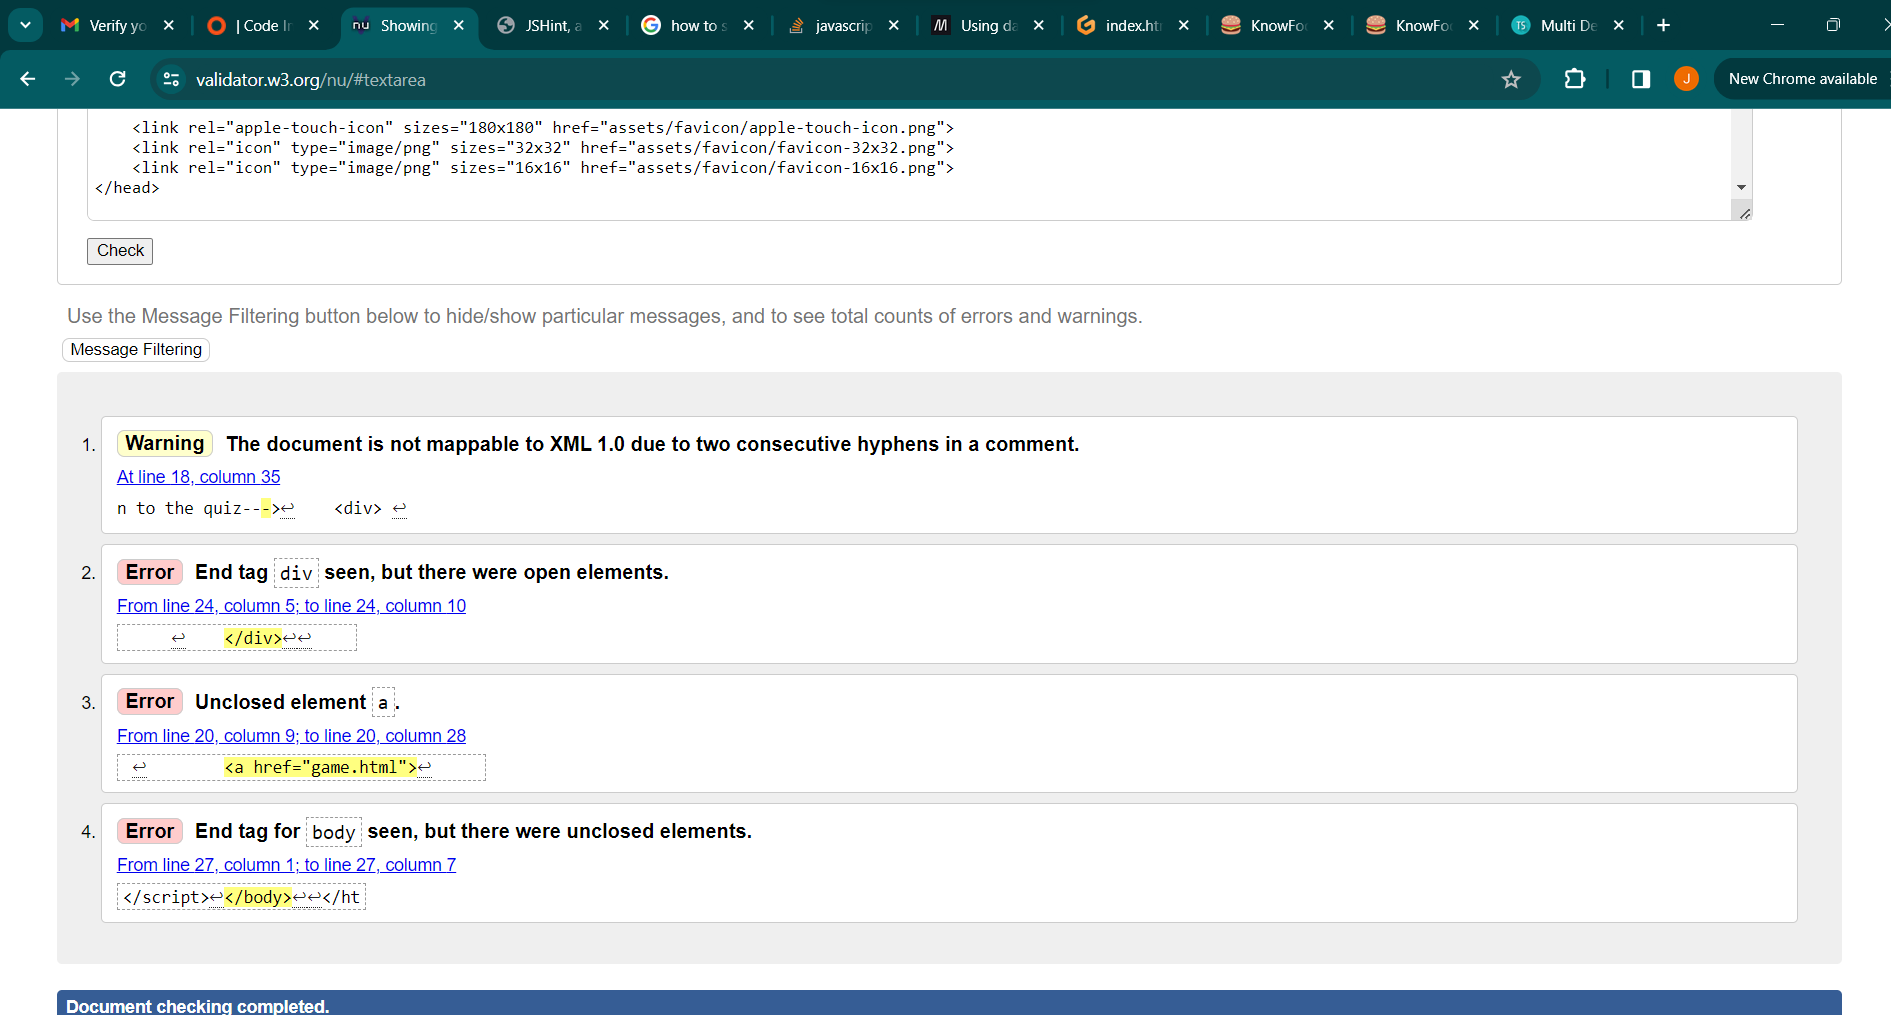 Verify yo
| Code Ir
nu Showing
JSHint, a
how to s
javascrip
Using da
index.ht
KnowFo
KnowFo
TS Multi De
validator.w3.org/nu/#textarea
J
New Chrome available
<link rel="apple-touch-icon" sizes="180x180" href="assets/favicon/apple-touch-icon.png">
<link rel="icon" type="image/png" sizes="32x32" href="assets/favicon/favicon-32x32.png">
<link rel="icon" type="image/png" sizes="16x16" href="assets/favicon/favicon-16x16.png">
</head>
Check
Use the Message Filtering button below to hide/show particular messages, and to see total counts of errors and warnings.
Message Filtering
1. Warning The document is not mappable to XML 1.0 due to two consecutive hyphens in a comment.
At line 18, column 35
n to the quiz--->↩ <div> ↩
2. Error End tag div seen, but there were open elements.
From line 24, column 5; to line 24, column 10
↩ </div>↩↩
3. Error Unclosed element a.
From line 20, column 9; to line 20, column 28
↩ <a href="game.html">↩
4. Error End tag for body seen, but there were unclosed elements.
From line 27, column 1; to line 27, column 7
</script>↩</body>↩↩</ht
Document checking completed.